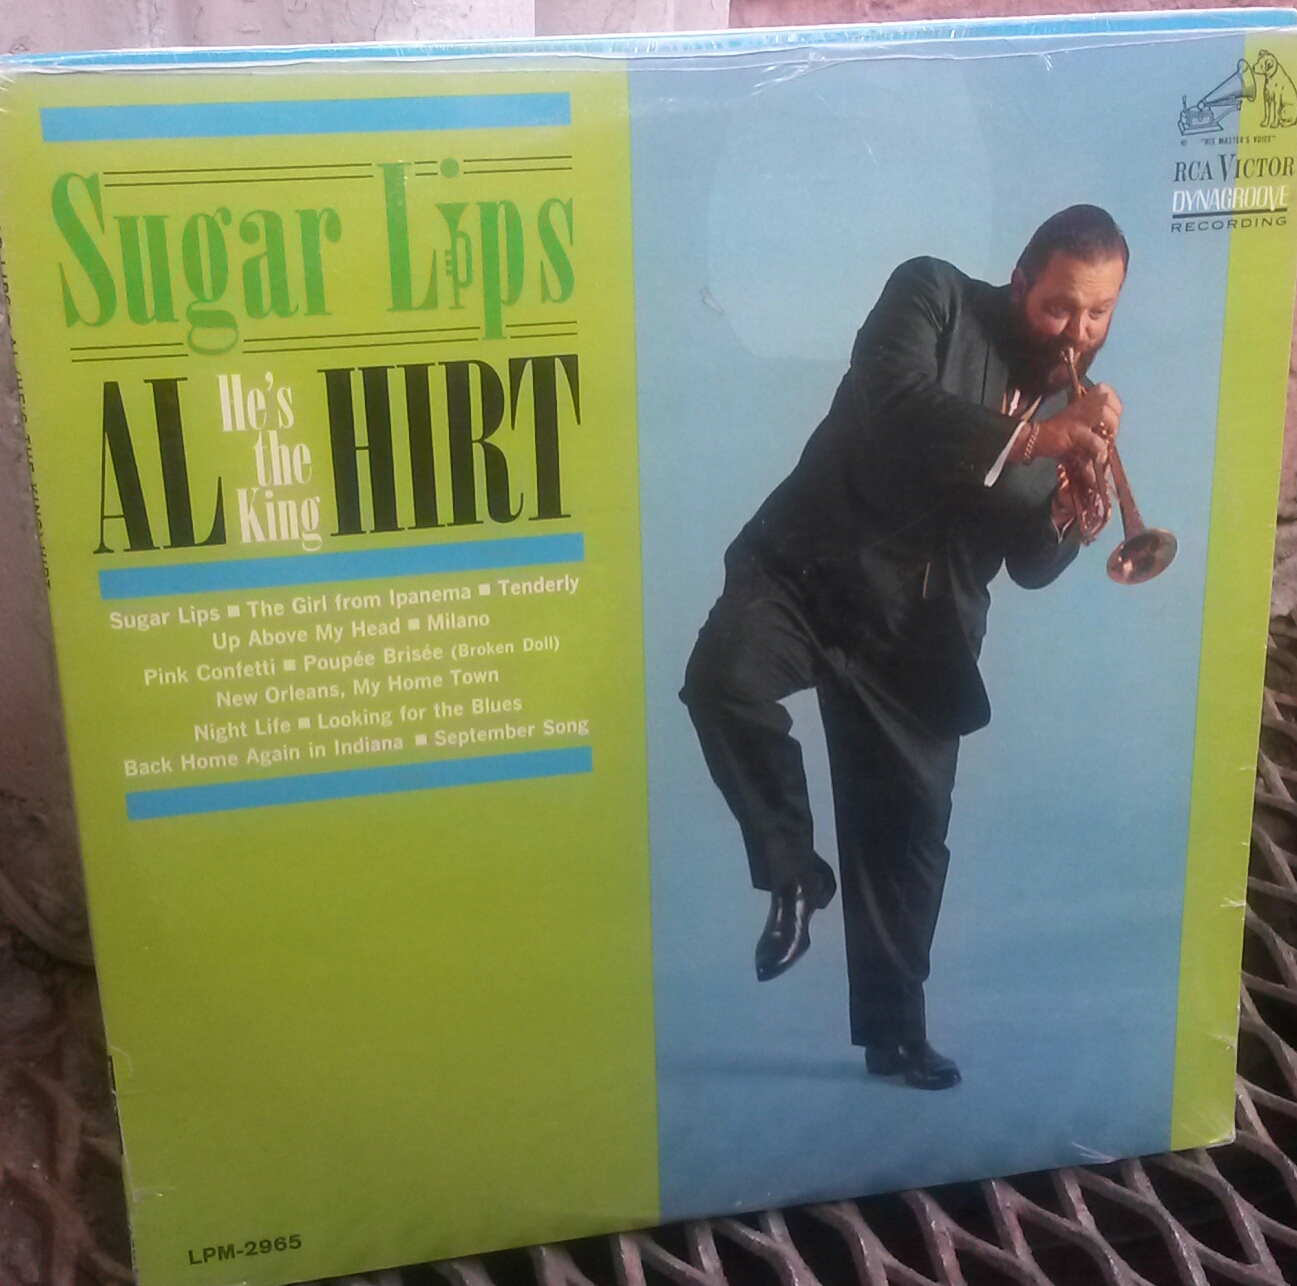 "HIS MASTER'S VOICE"
RCA VICTOR
DYNAGROOVE
RECORDING
Sugar Lips
AL He's the King HIRT
Sugar Lips ■ The Girl from Ipanema ■ Tenderly
Up Above My Head ■ Milano
Pink Confetti ■ Poupée Brisée (Broken Doll)
New Orleans, My Home Town
Night Life ■ Looking for the Blues
Back Home Again in Indiana ■ September Song
LPM-2965